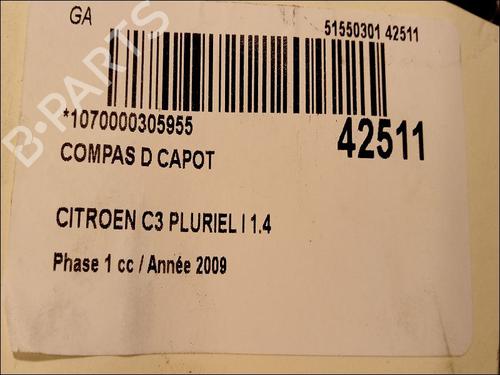 GA
51550301 42511
*1070000305955
42511
COMPAS D CAPOT
CITROEN C3 PLURIEL I 1.4
Phase 1 cc / Année 2009
B-PARTS